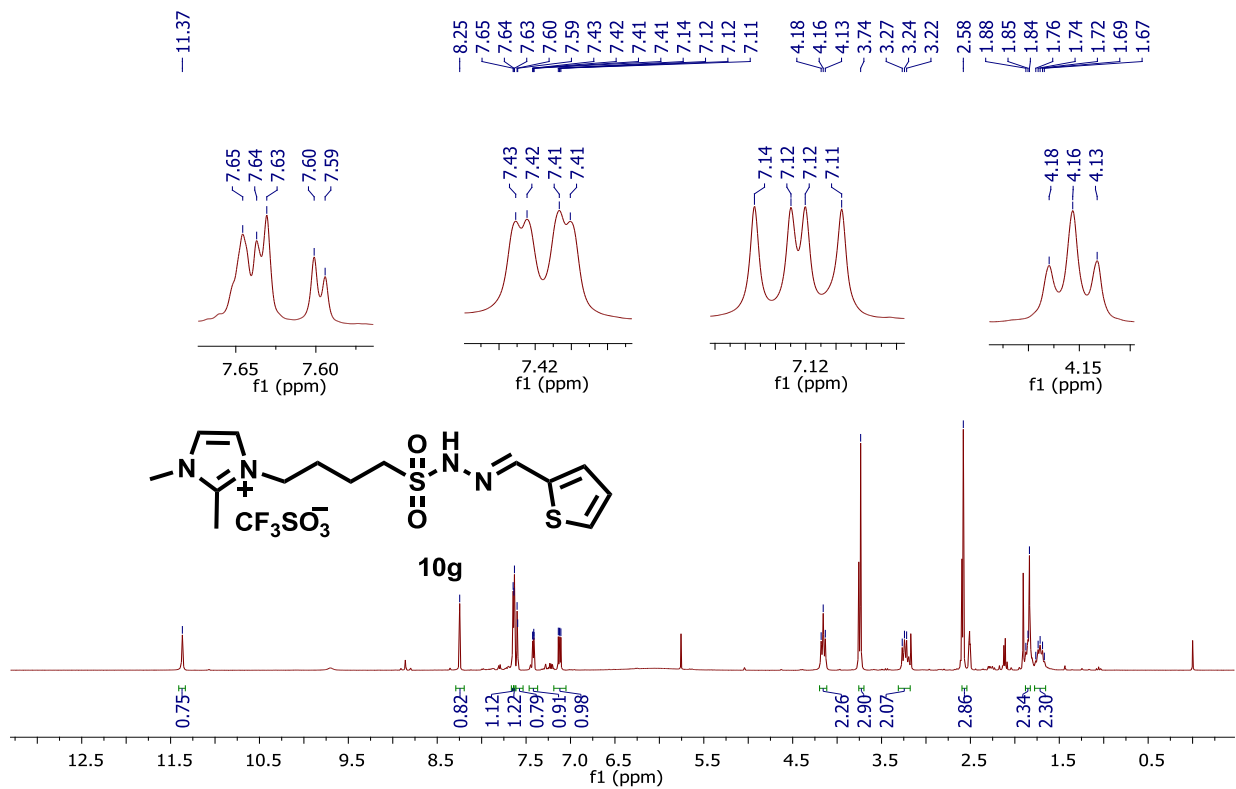 11.37 8.25 7.65 7.64 7.63 7.60 7.59 7.43 7.42 7.41 7.41 7.14 7.12 7.12 7.11 4.18 4.16 4.13 3.74 3.27 3.24 3.22 2.58 1.88 1.85 1.84 1.76 1.74 1.72 1.69 1.67
7.65 7.64 7.63 7.60 7.59
7.65 7.60
f1 (ppm)
7.43 7.42 7.41 7.41
7.42
f1 (ppm)
7.14 7.12 7.12 7.11
7.12
f1 (ppm)
4.18 4.16 4.13
4.15
f1 (ppm)
O H
N N + S NH N
N O S
CF3SO3−
10g
0.75 0.82 1.12 1.22 0.79 0.91 0.98 2.26 2.90 2.07 2.86 2.34 2.30
12.5 11.5 10.5 9.5 8.5 7.5 7.0 6.5 5.5 4.5 3.5 2.5 1.5 0.5
f1 (ppm)